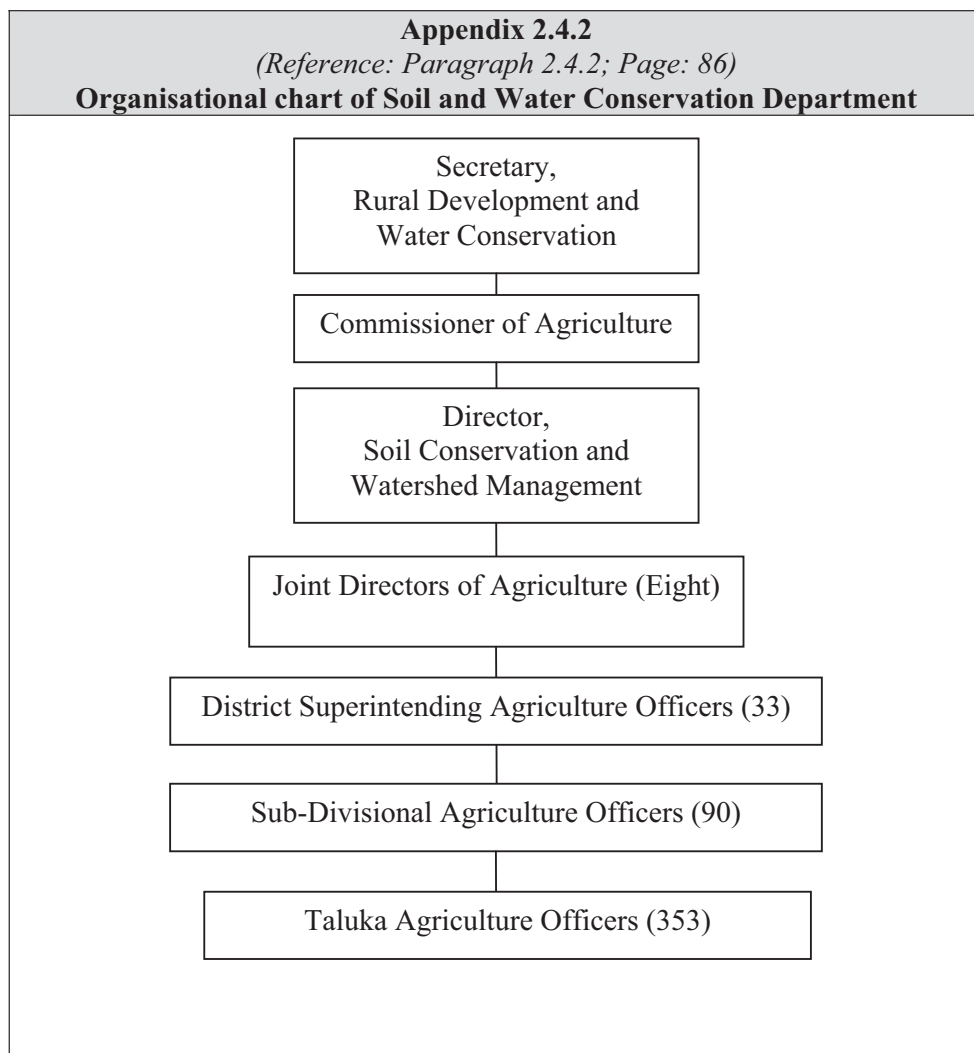 Appendix 2.4.2
(Reference: Paragraph 2.4.2; Page: 86)
Organisational chart of Soil and Water Conservation Department
Secretary,
Rural Development and
Water Conservation
Commissioner of Agriculture
Director,
Soil Conservation and
Watershed Management
Joint Directors of Agriculture (Eight)
District Superintending Agriculture Officers (33)
Sub-Divisional Agriculture Officers (90)
Taluka Agriculture Officers (353)